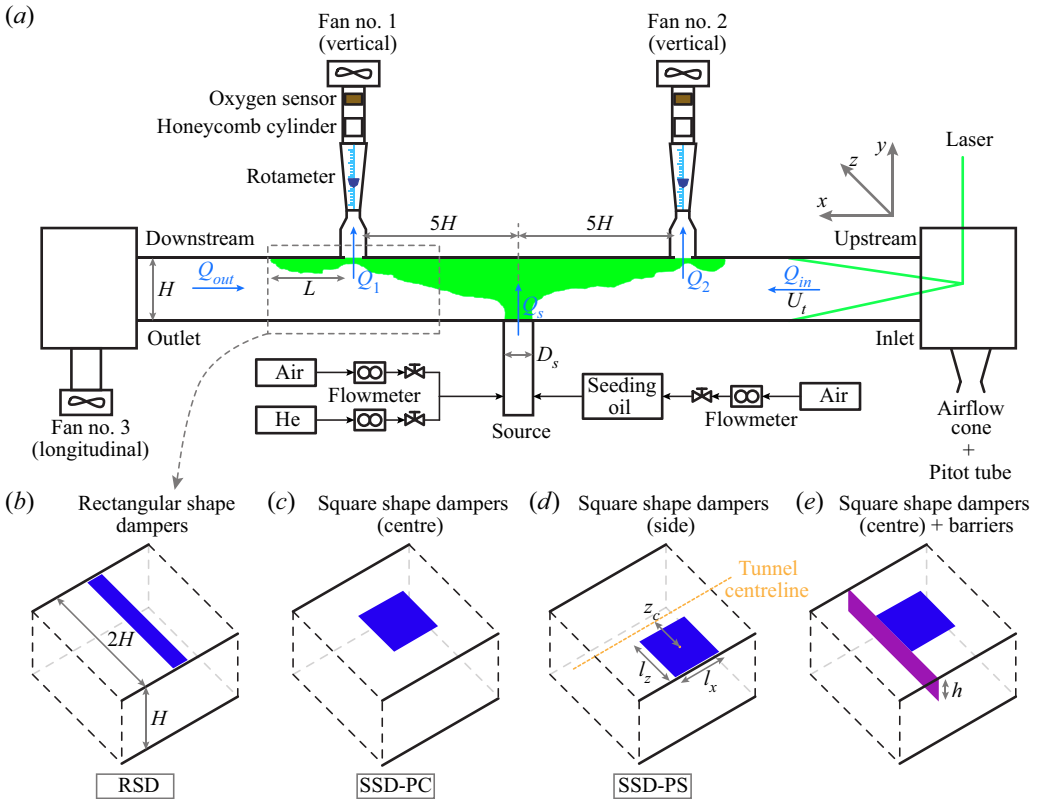 (a)
Fan no. 1
(vertical)
Fan no. 2
(vertical)
Oxygen sensor
Honeycomb cylinder
Rotameter
Laser
y
z
x
5H
5H
Downstream
Upstream
Q_out
H
L
Q_1
Q_2
Q_s
Q_in
U_t
Outlet
Inlet
D_s
Air
Flowmeter
He
Seeding
oil
Flowmeter
Air
Source
Fan no. 3
(longitudinal)
Airflow
cone
+
Pitot tube
(b)
Rectangular shape
dampers
2H
H
RSD
(c)
Square shape dampers
(centre)
SSD-PC
(d)
Square shape dampers
(side)
Tunnel
centreline
z_c
l_z
l_x
SSD-PS
(e)
Square shape dampers
(centre) + barriers
h